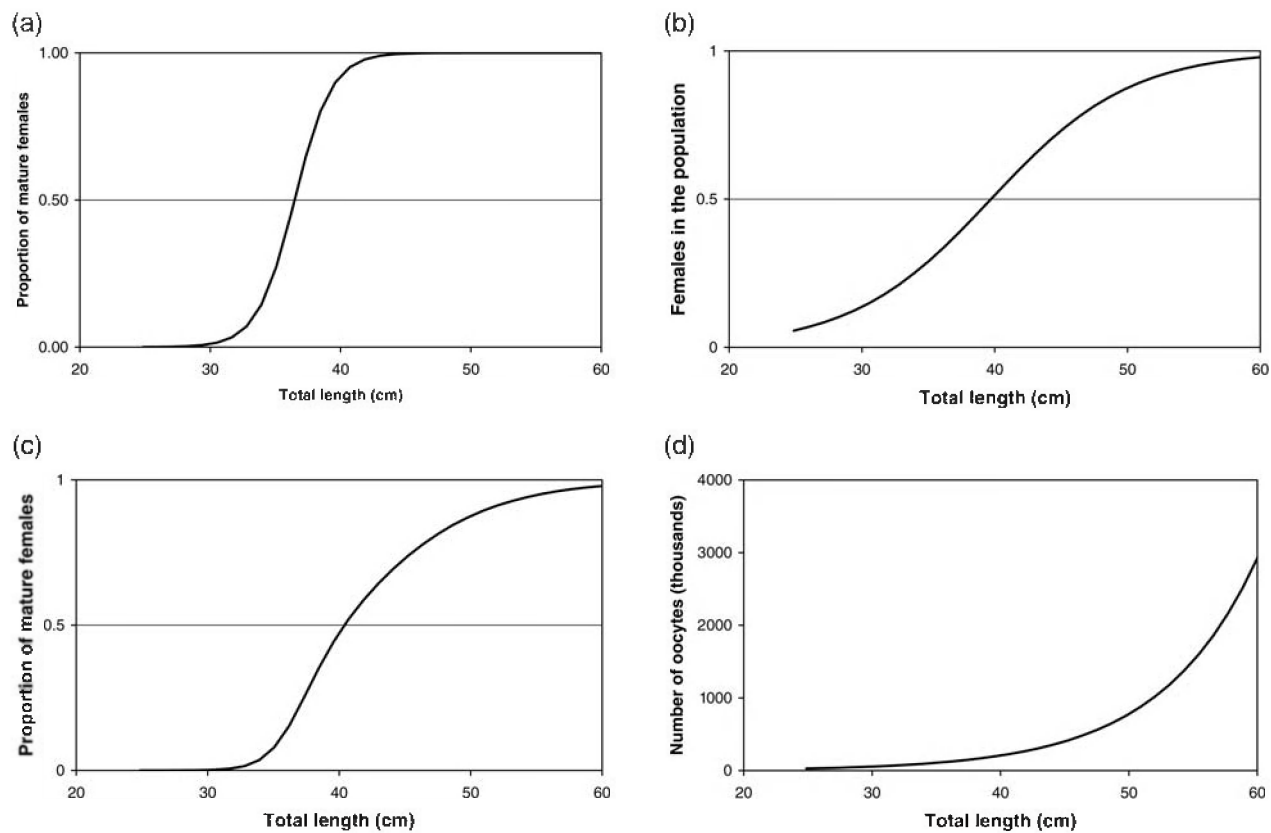 (a)
1.00
0.50
0.00
Proportion of mature females
20 30 40 50 60
Total length (cm)
(b)
1
0.5
0
Females in the population
20 30 40 50 60
Total length (cm)
(c)
1
0.5
0
Proportion of mature females
20 30 40 50 60
Total length (cm)
(d)
4000
3000
2000
1000
0
Number of oocytes (thousands)
20 30 40 50 60
Total length (cm)